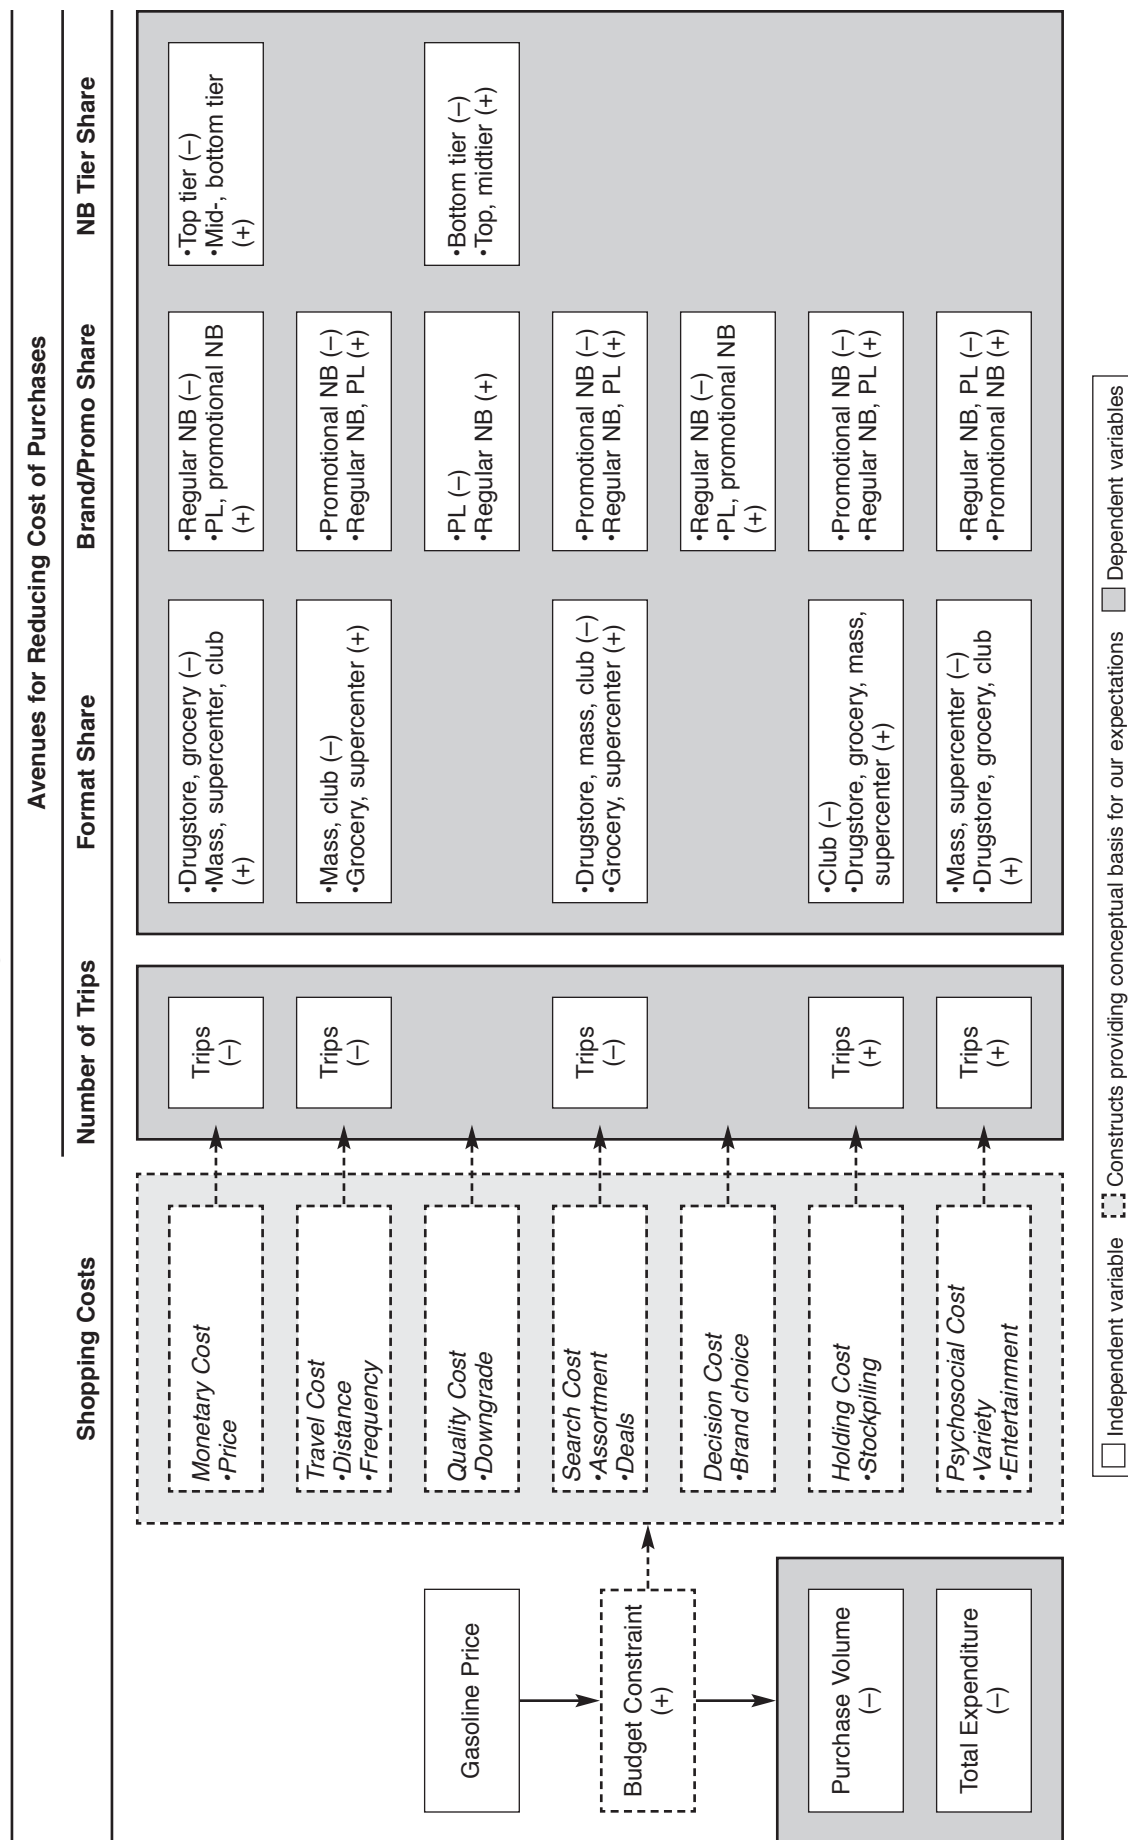 Avenues for Reducing Cost of Purchases
Shopping Costs
Number of Trips
Format Share
Brand/Promo Share
NB Tier Share
Gasoline Price
Budget Constraint
(+)
Purchase Volume
(–)
Total Expenditure
(–)
Monetary Cost
•Price
Trips
(–)
•Drugstore, grocery (–)
•Mass, supercenter, club
(+)
•Regular NB (–)
•PL, promotional NB
(+)
•Top tier (–)
•Mid-, bottom tier
(+)
Travel Cost
•Distance
•Frequency
Trips
(–)
•Mass, club (–)
•Grocery, supercenter (+)
•Promotional NB (–)
•Regular NB, PL (+)
Quality Cost
•Downgrade
•PL (–)
•Regular NB (+)
•Bottom tier (–)
•Top, midtier (+)
Search Cost
•Assortment
•Deals
Trips
(–)
•Drugstore, mass, club (–)
•Grocery, supercenter (+)
•Promotional NB (–)
•Regular NB, PL (+)
Decision Cost
•Brand choice
•Regular NB (–)
•PL, promotional NB
(+)
Holding Cost
•Stockpiling
Trips
(+)
•Club (–)
•Drugstore, grocery, mass,
supercenter (+)
•Promotional NB (–)
•Regular NB, PL (+)
Psychosocial Cost
•Variety
•Entertainment
Trips
(+)
•Mass, supercenter (–)
•Drugstore, grocery, club
(+)
•Regular NB, PL (–)
•Promotional NB (+)
Independent variable
Constructs providing conceptual basis for our expectations
Dependent variables